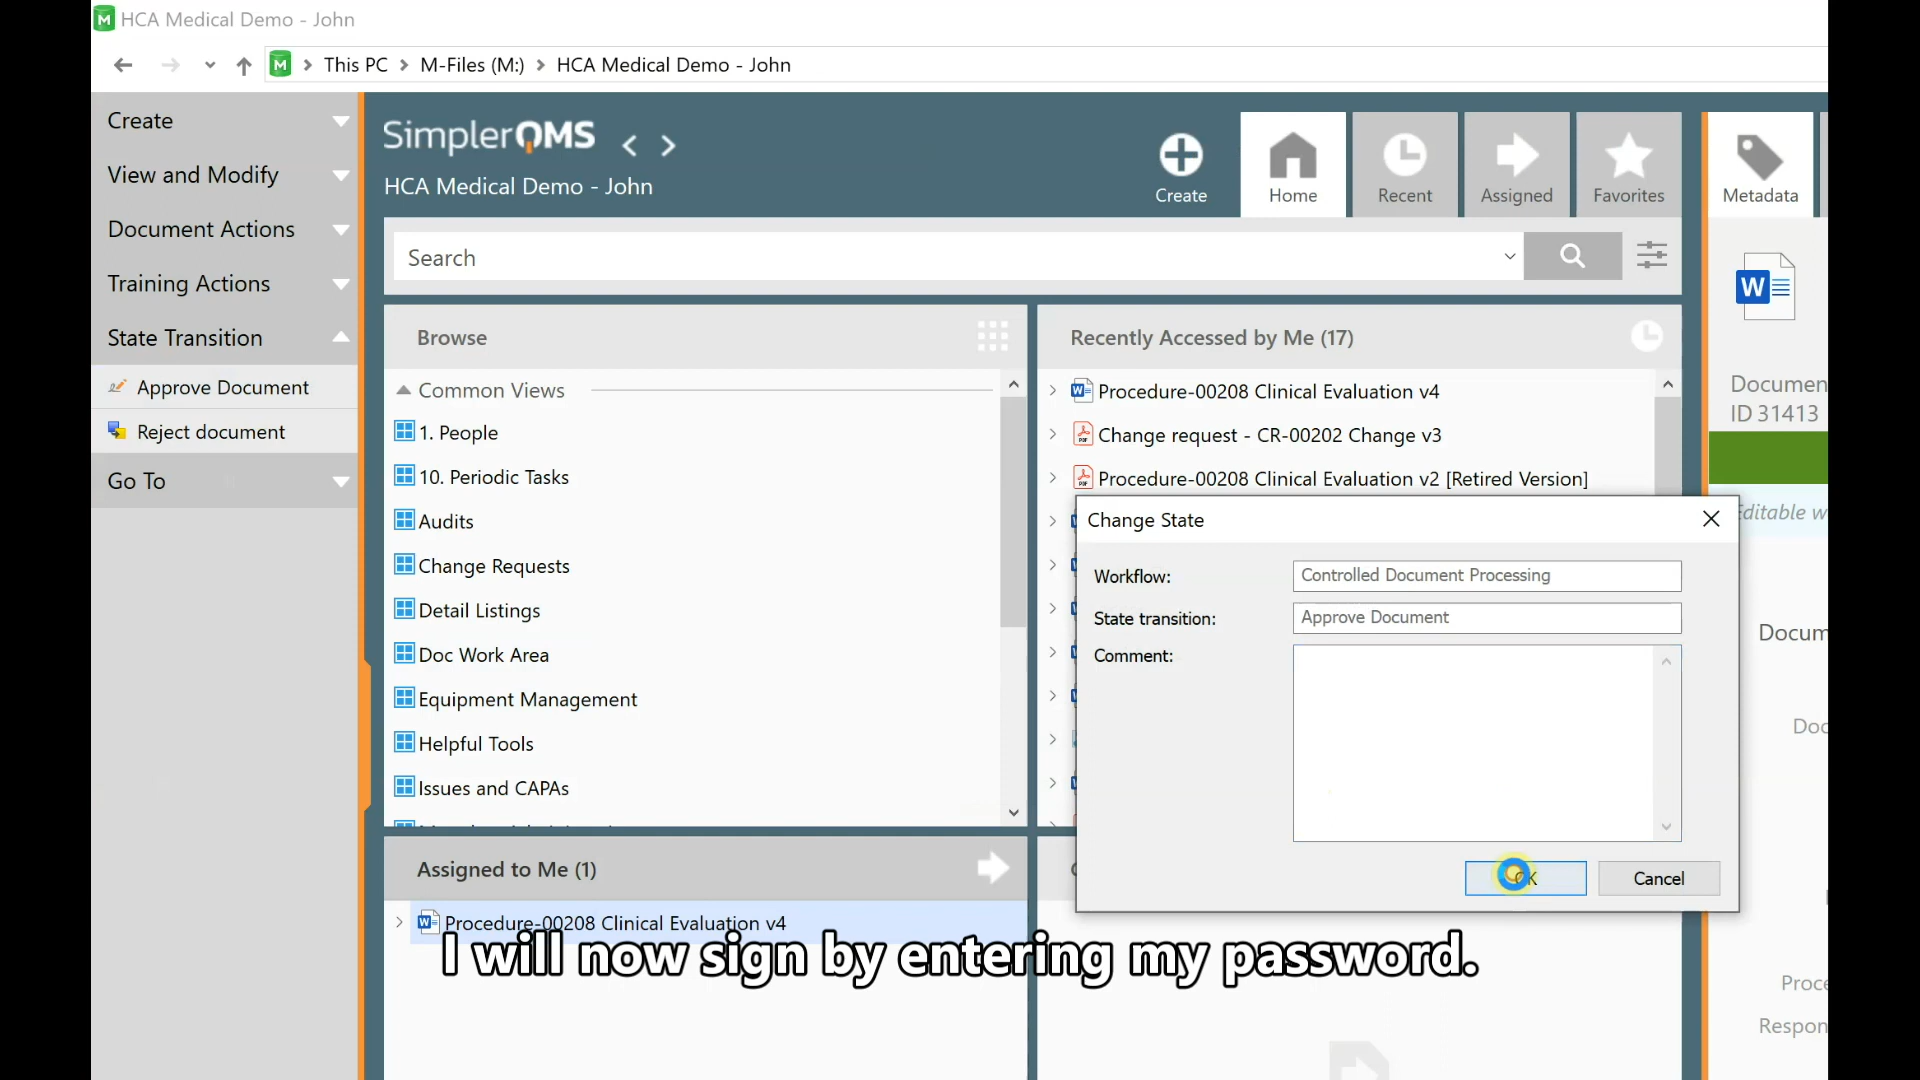 HCA Medical Demo - John
This PC > M-Files (M:) > HCA Medical Demo - John
Create
View and Modify
Document Actions
Training Actions
State Transition
Approve Document
Reject document
Go To
SimplerQMS
HCA Medical Demo - John
Create
Home
Recent
Assigned
Favorites
Metadata
Search
Browse
Common Views
1. People
10. Periodic Tasks
Audits
Change Requests
Detail Listings
Doc Work Area
Equipment Management
Helpful Tools
Issues and CAPAs
Recently Accessed by Me (17)
Procedure-00208 Clinical Evaluation v4
Change request - CR-00202 Change v3
Procedure-00208 Clinical Evaluation v2 [Retired Version]
Change State
Workflow:
Controlled Document Processing
State transition:
Approve Document
Comment:
OK
Cancel
Assigned to Me (1)
Procedure-00208 Clinical Evaluation v4
Documen
ID 31413
Editable w
Docum
Doc
Proce
Respon
I will now sign by entering my password.